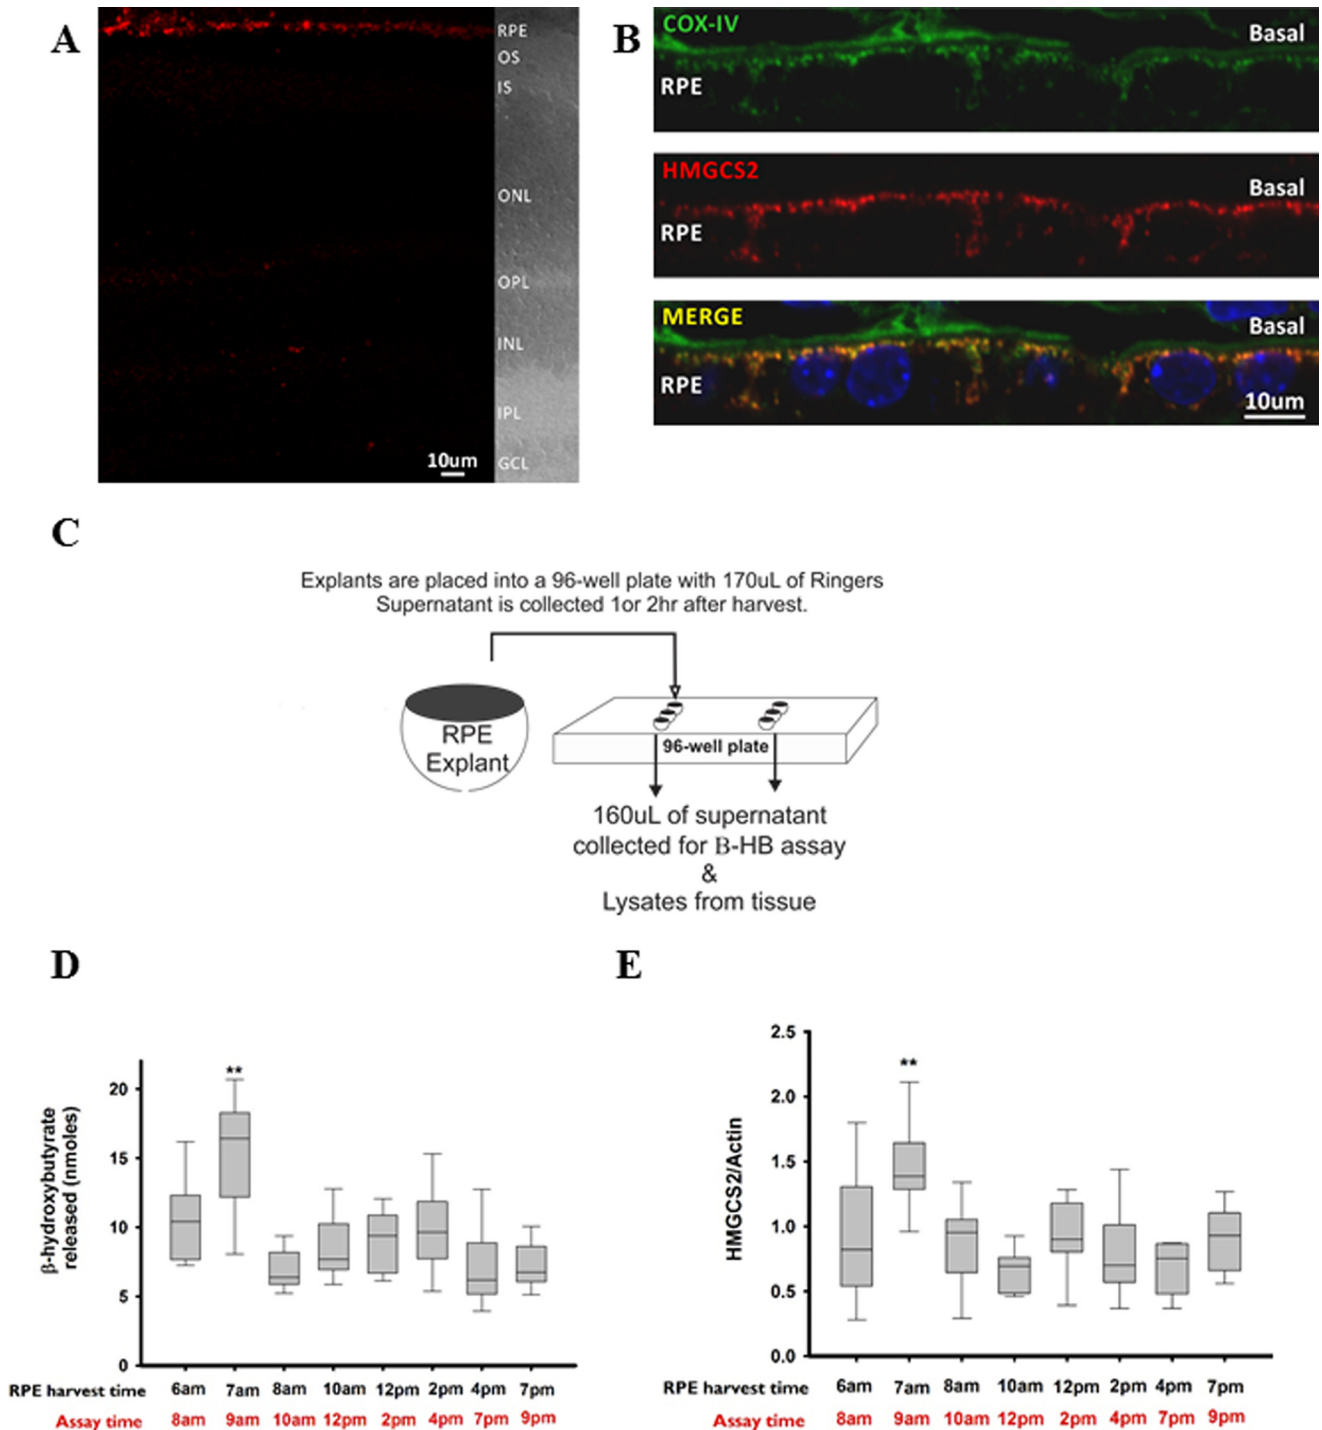 A
RPE
OS
IS
ONL
OPL
INL
IPL
GCL
10um
B
COX-IV
Basal
RPE
HMGCS2
Basal
RPE
MERGE
Basal
RPE
10um
C
Explants are placed into a 96-well plate with 170uL of Ringers
Supernatant is collected 1or 2hr after harvest.
RPE
Explant
96-well plate
160uL of supernatant
collected for B-HB assay
&
Lysates from tissue
D
β-hydroxybutyrate
released (nmoles)
20
15
10
5
0
**
RPE harvest time 6am 7am 8am 10am 12pm 2pm 4pm 7pm
Assay time 8am 9am 10am 12pm 2pm 4pm 7pm 9pm
E
HMGCS2/Actin
2.5
2.0
1.5
1.0
0.5
0.0
**
RPE harvest time 6am 7am 8am 10am 12pm 2pm 4pm 7pm
Assay time 8am 9am 10am 12pm 2pm 4pm 7pm 9pm